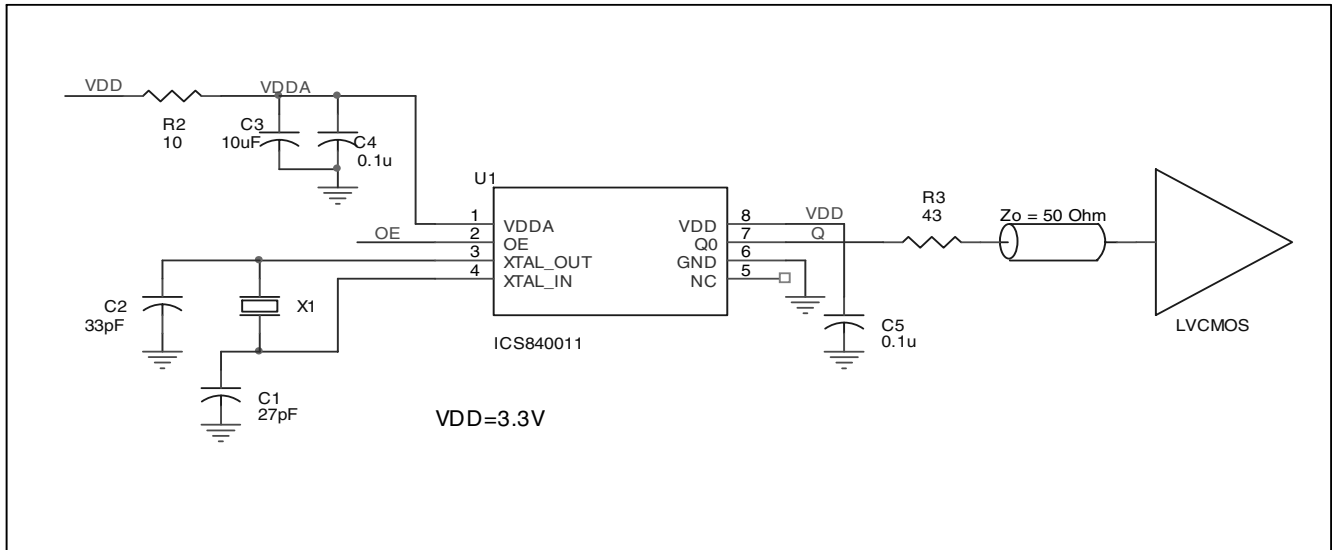 VDD
VDDA
R2
10
C3
10uF
C4
0.1u
U1
1
VDDA
2
OE
3
XTAL_OUT
4
XTAL_IN
OE
VDD
8
VDD
Q0
7
Q
GND
6
NC
5
ICS840011
C2
33pF
X1
C1
27pF
VDD=3.3V
C5
0.1u
R3
43
Zo = 50 Ohm
LVCMOS